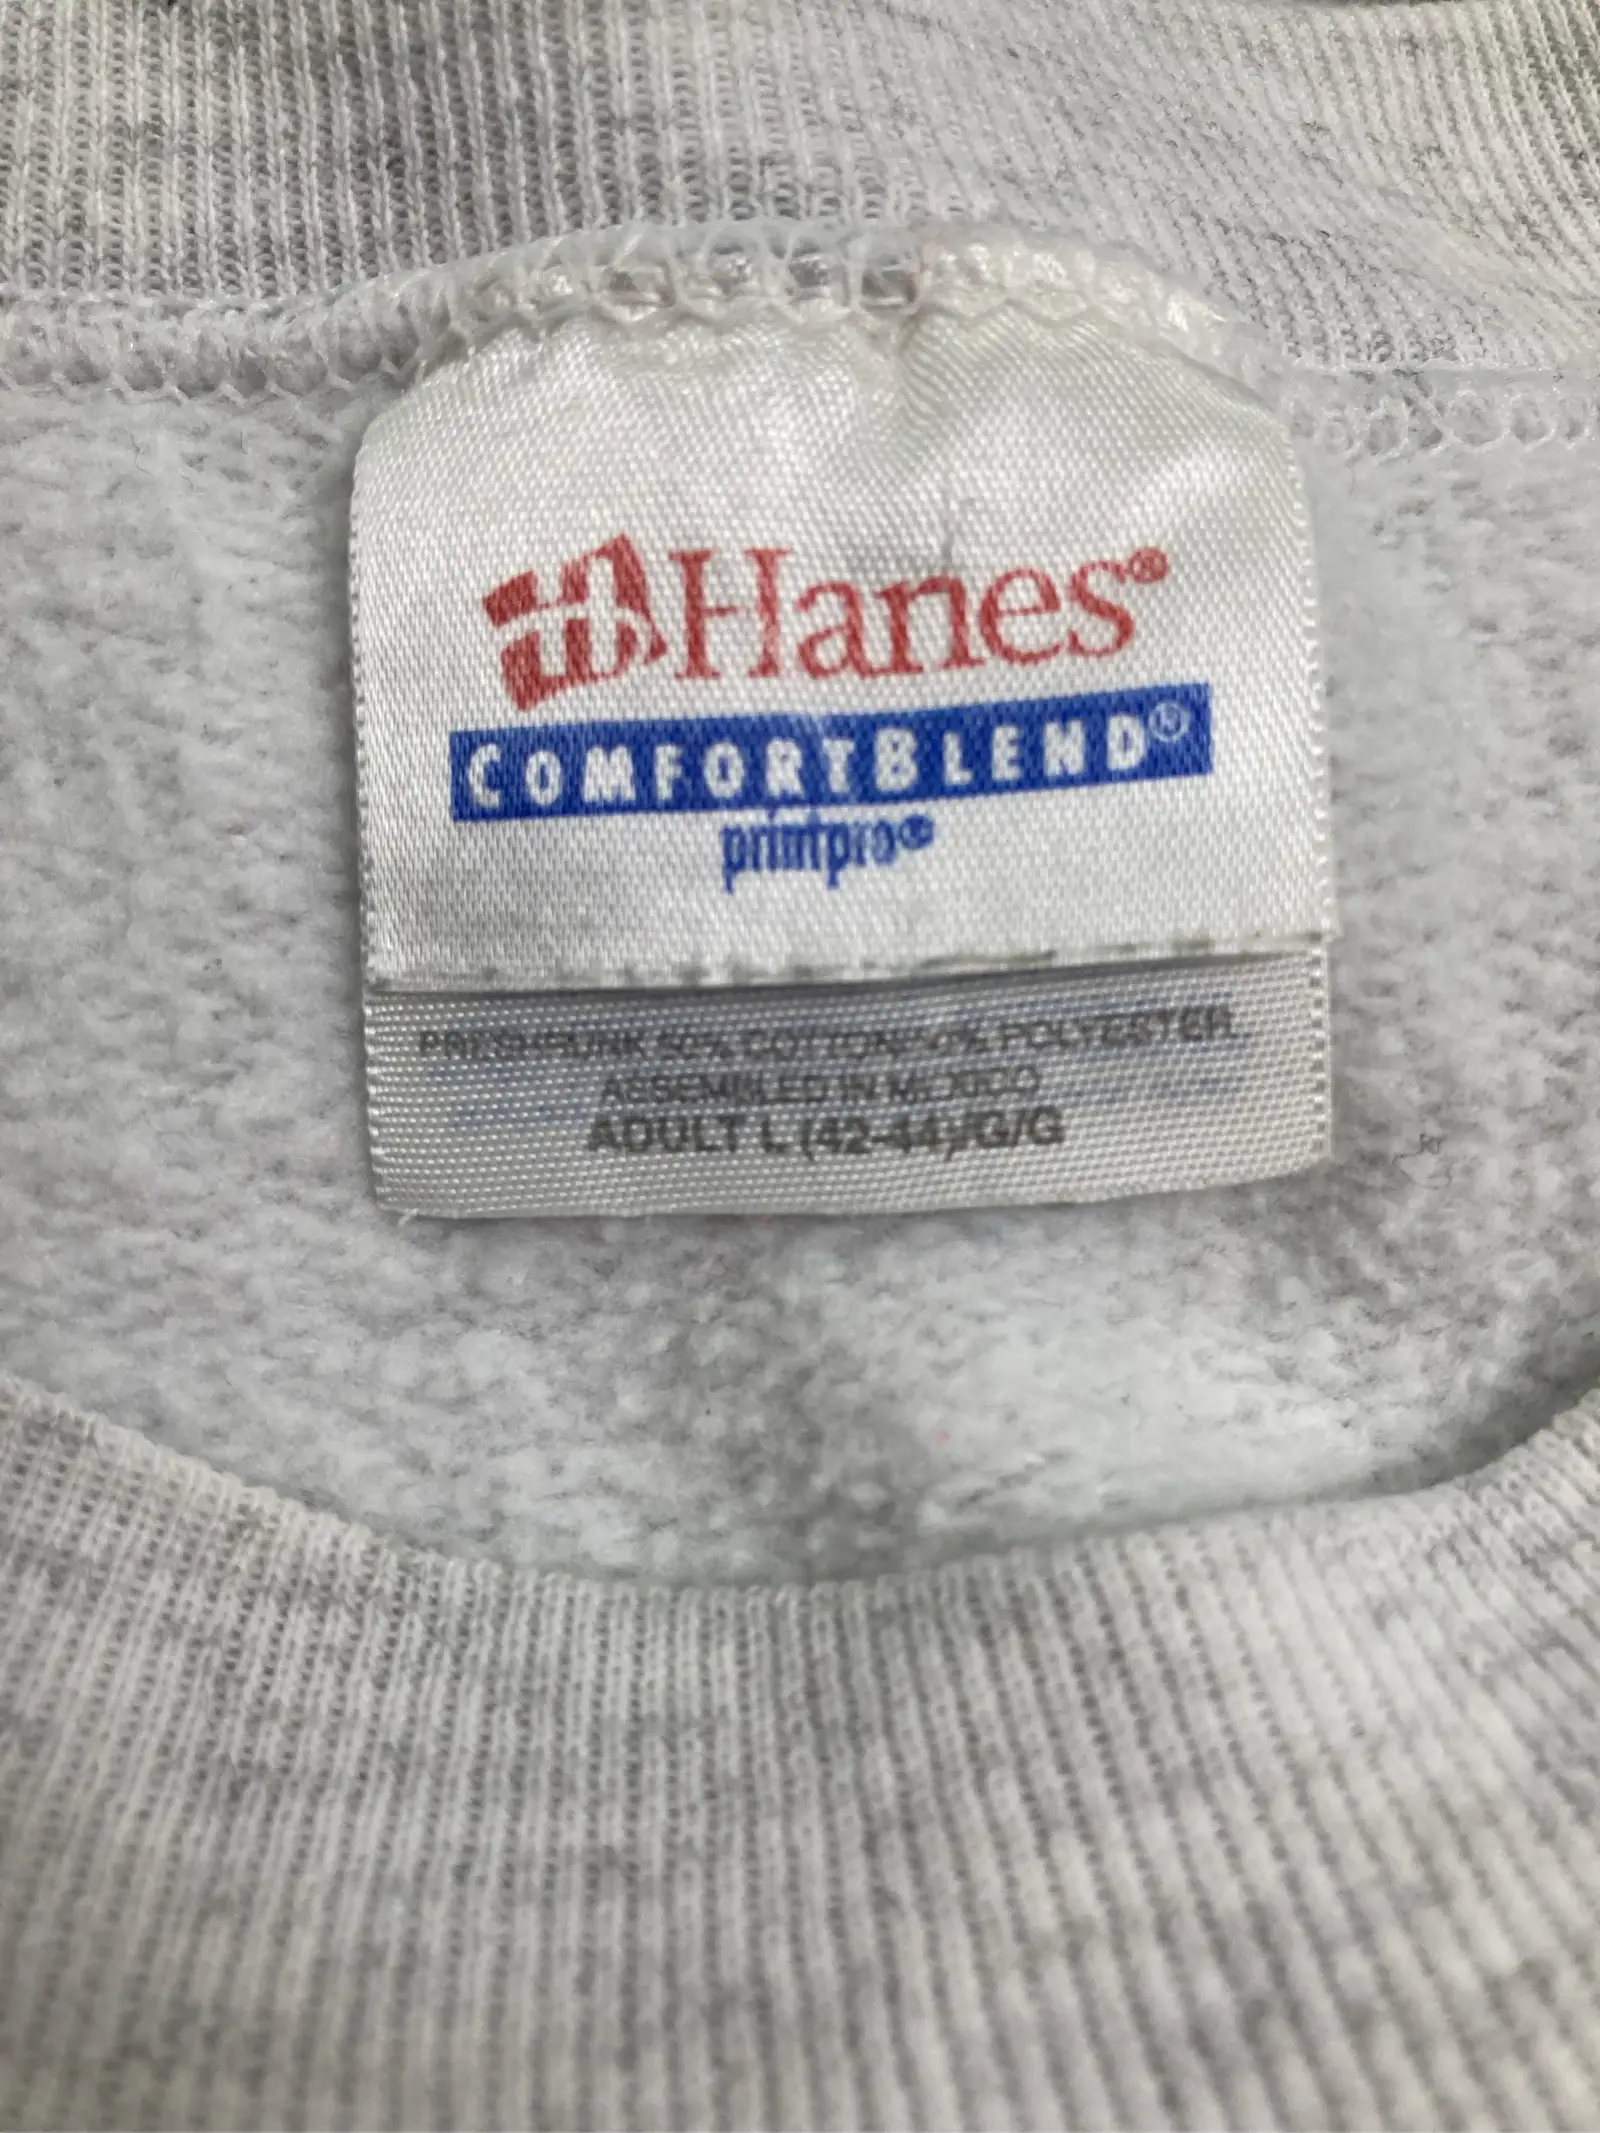 Hanes®
COMFORTBLEND®
printpro®
PRESHRUNK 50% COTTON/50% POLYESTER
ASSEMBLED IN MEXICO
ADULT L (42-44)/G/G